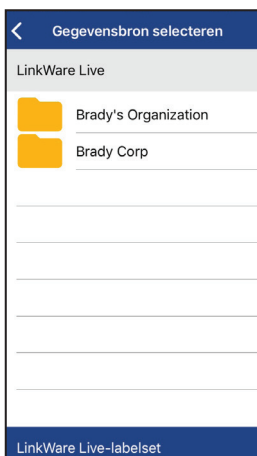 Gegevensbron selecteren
LinkWare Live
Brady's Organization
Brady Corp
LinkWare Live-labelset